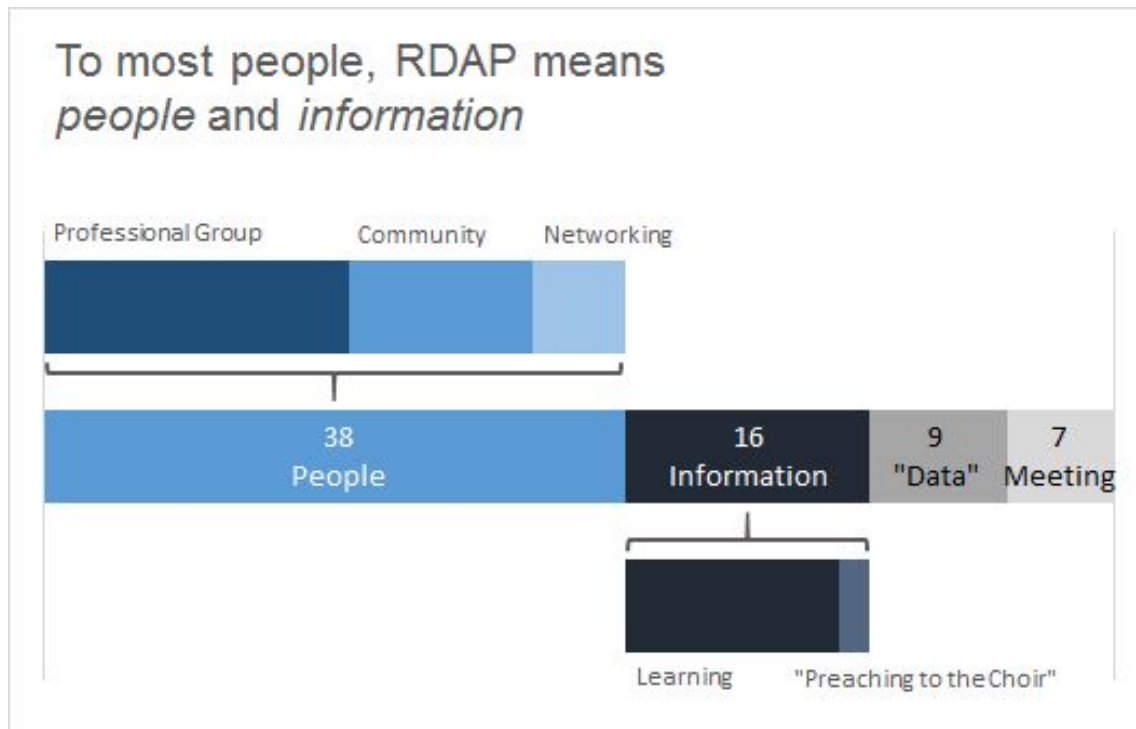 To most people, RDAP means
people and information
Professional Group
Community
Networking
38
People
16
Information
9
"Data"
7
Meeting
Learning
"Preaching to the Choir"